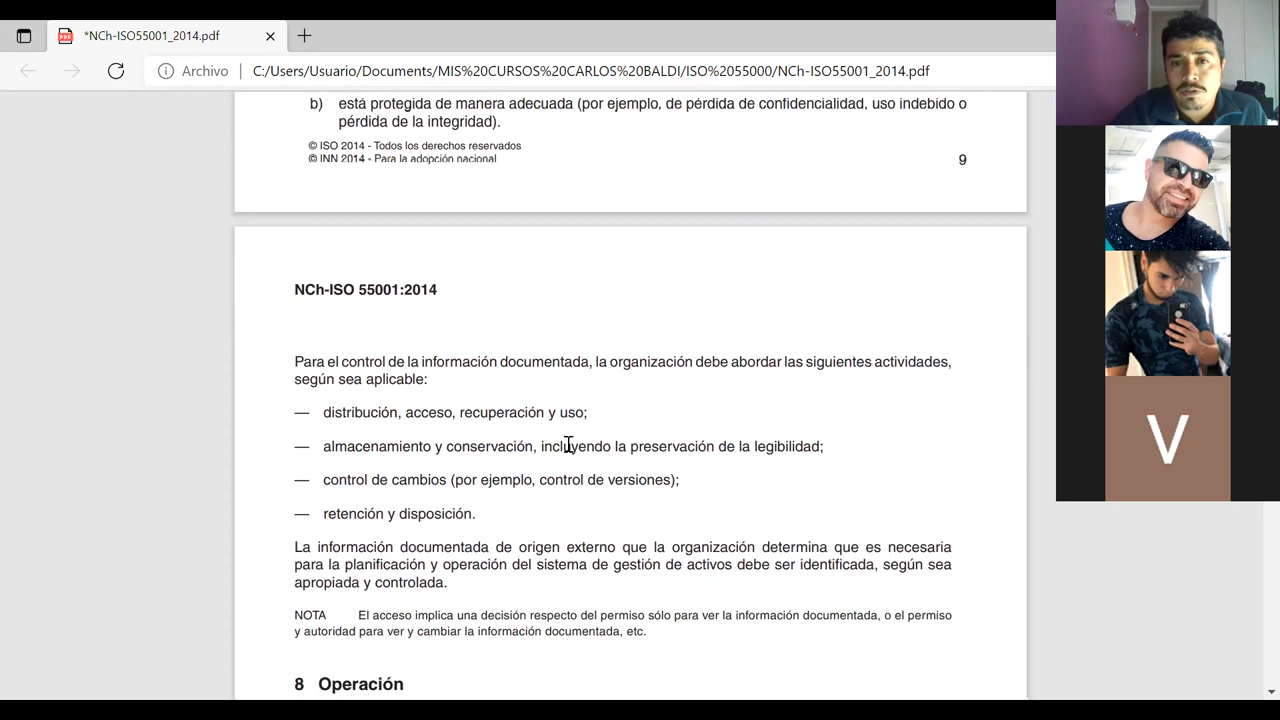 *NCh-ISO55001_2014.pdf
Archivo
C:/Users/Usuario/Documents/MIS%20CURSOS%20CARLOS%20BALDI/ISO%2055000/NCh-ISO55001_2014.pdf
b) está protegida de manera adecuada (por ejemplo, de pérdida de confidencialidad, uso indebido o
pérdida de la integridad).
© ISO 2014 - Todos los derechos reservados
© INN 2014 - Para la adopción nacional
9
NCh-ISO 55001:2014
Para el control de la información documentada, la organización debe abordar las siguientes actividades,
según sea aplicable:
— distribución, acceso, recuperación y uso;
— almacenamiento y conservación, incluyendo la preservación de la legibilidad;
— control de cambios (por ejemplo, control de versiones);
— retención y disposición.
La información documentada de origen externo que la organización determina que es necesaria
para la planificación y operación del sistema de gestión de activos debe ser identificada, según sea
apropiada y controlada.
NOTA El acceso implica una decisión respecto del permiso sólo para ver la información documentada, o el permiso
y autoridad para ver y cambiar la información documentada, etc.
8 Operación
V